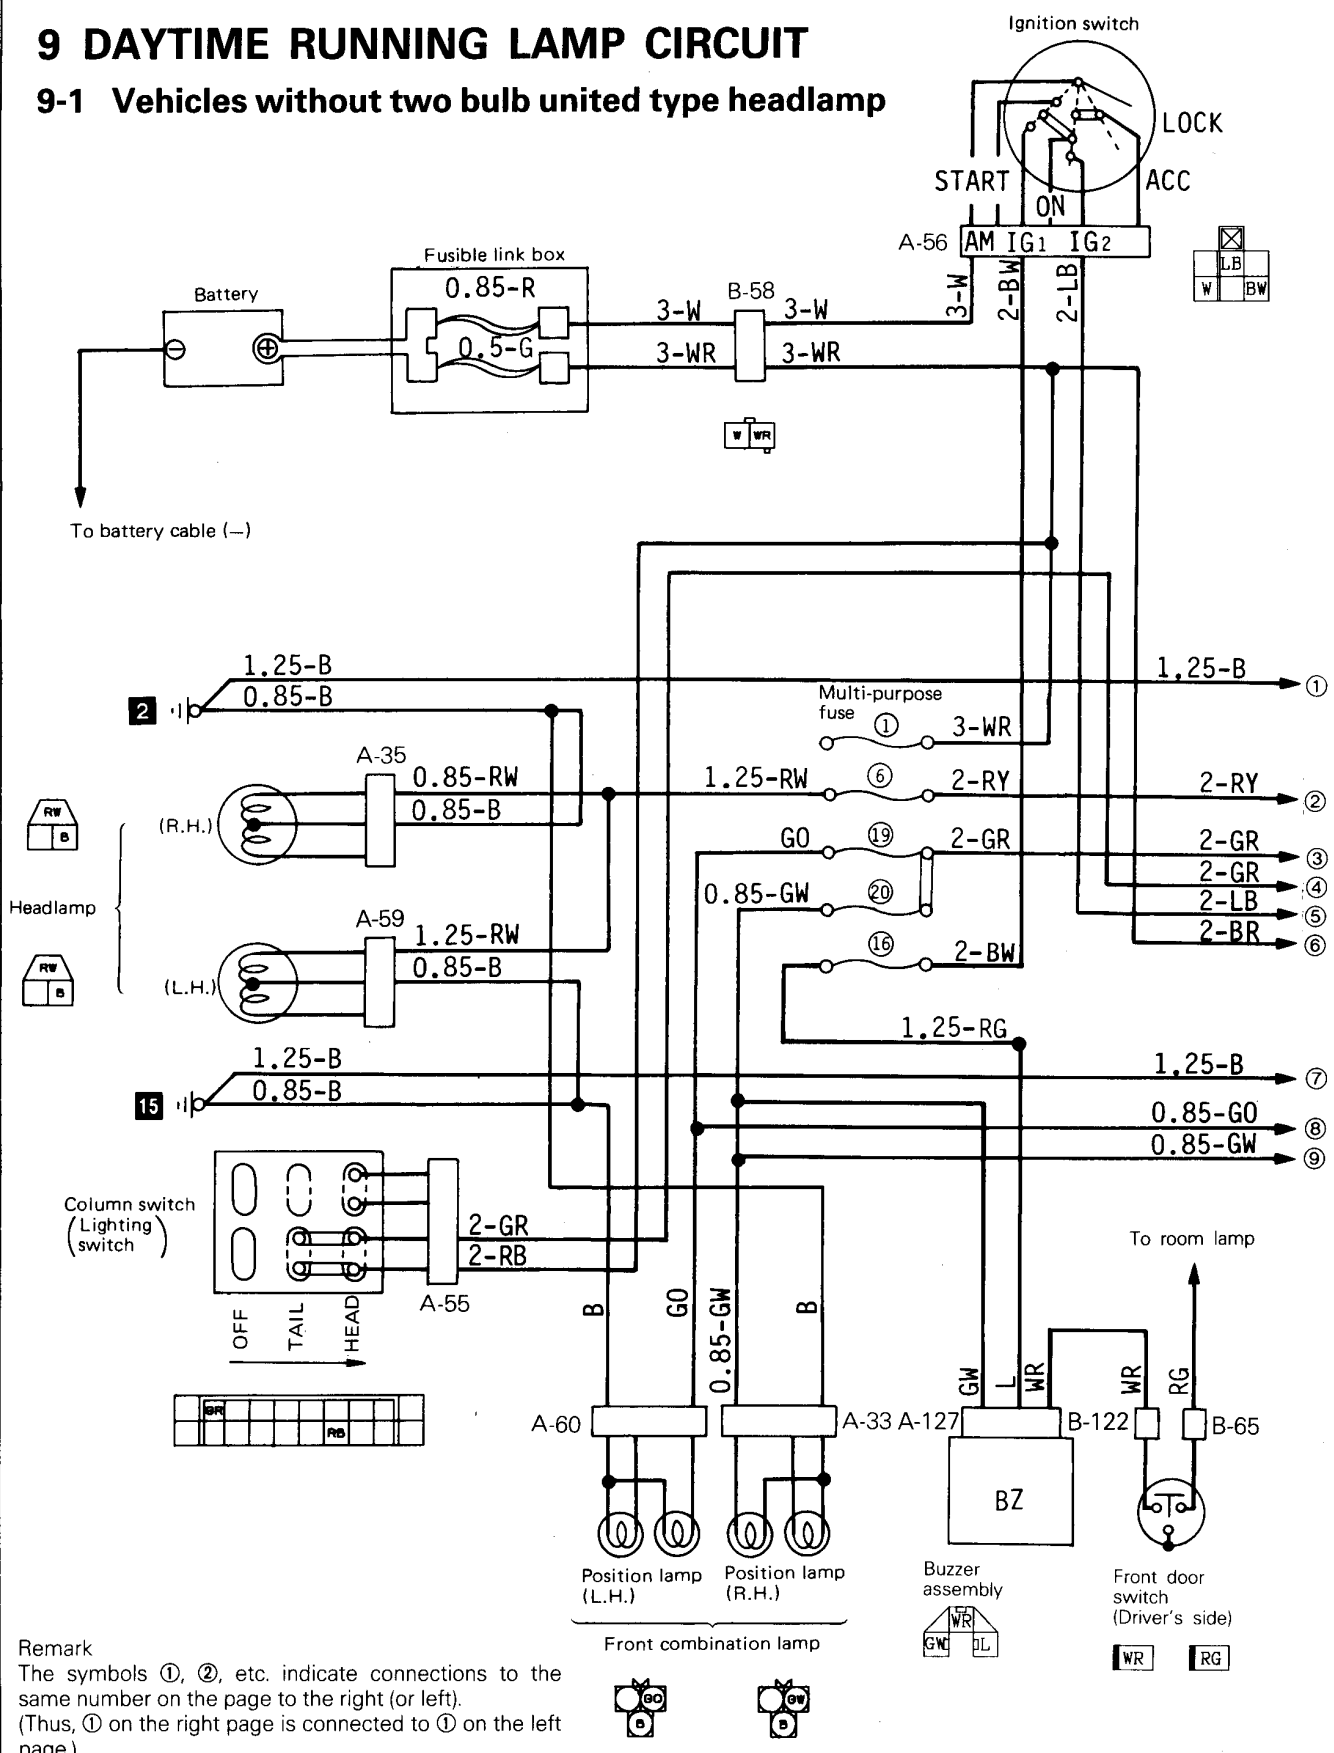 9 DAYTIME RUNNING LAMP CIRCUIT
9-1 Vehicles without two bulb united type headlamp
Ignition switch
LOCK
START
ACC
ON
A-56
AM IG1 IG2
LB
W BW
3-W
2-BW
2-LB
Fusible link box
0.85-R
0.5-G
Battery
B-58
3-W 3-W
3-WR 3-WR
W WR
To battery cable (—)
1.25-B
0.85-B
2
1.25-B
①
Multi-purpose
fuse
① 3-WR
A-35
0.85-RW
0.85-B
1.25-RW
⑥ 2-RY
2-RY
②
RW
B
(R.H.)
GO
⑲ 2-GR
2-GR
③
2-GR
④
0.85-GW
⑳
2-LB
⑤
Headlamp
A-59
1.25-RW
0.85-B
⑯ 2-BW
2-BR
⑥
RW
B
(L.H.)
1.25-RG
1.25-B
0.85-B
15
1.25-B
⑦
0.85-GO
⑧
0.85-GW
⑨
Column switch
(Lighting
switch)
2-GR
2-RB
A-55
OFF
TAIL
HEAD
GR
RB
To room lamp
B
GO
0.85-GW
B
GW
L
WR
WR
RG
A-60
A-33
A-127
B-122
B-65
BZ
Position lamp
(L.H.)
Position lamp
(R.H.)
Front combination lamp
GO
B
GW
B
Buzzer
assembly
WR
GW L
Front door
switch
(Driver's side)
WR RG
Remark
The symbols ①, ②, etc. indicate connections to the
same number on the page to the right (or left).
(Thus, ① on the right page is connected to ① on the left
page.)